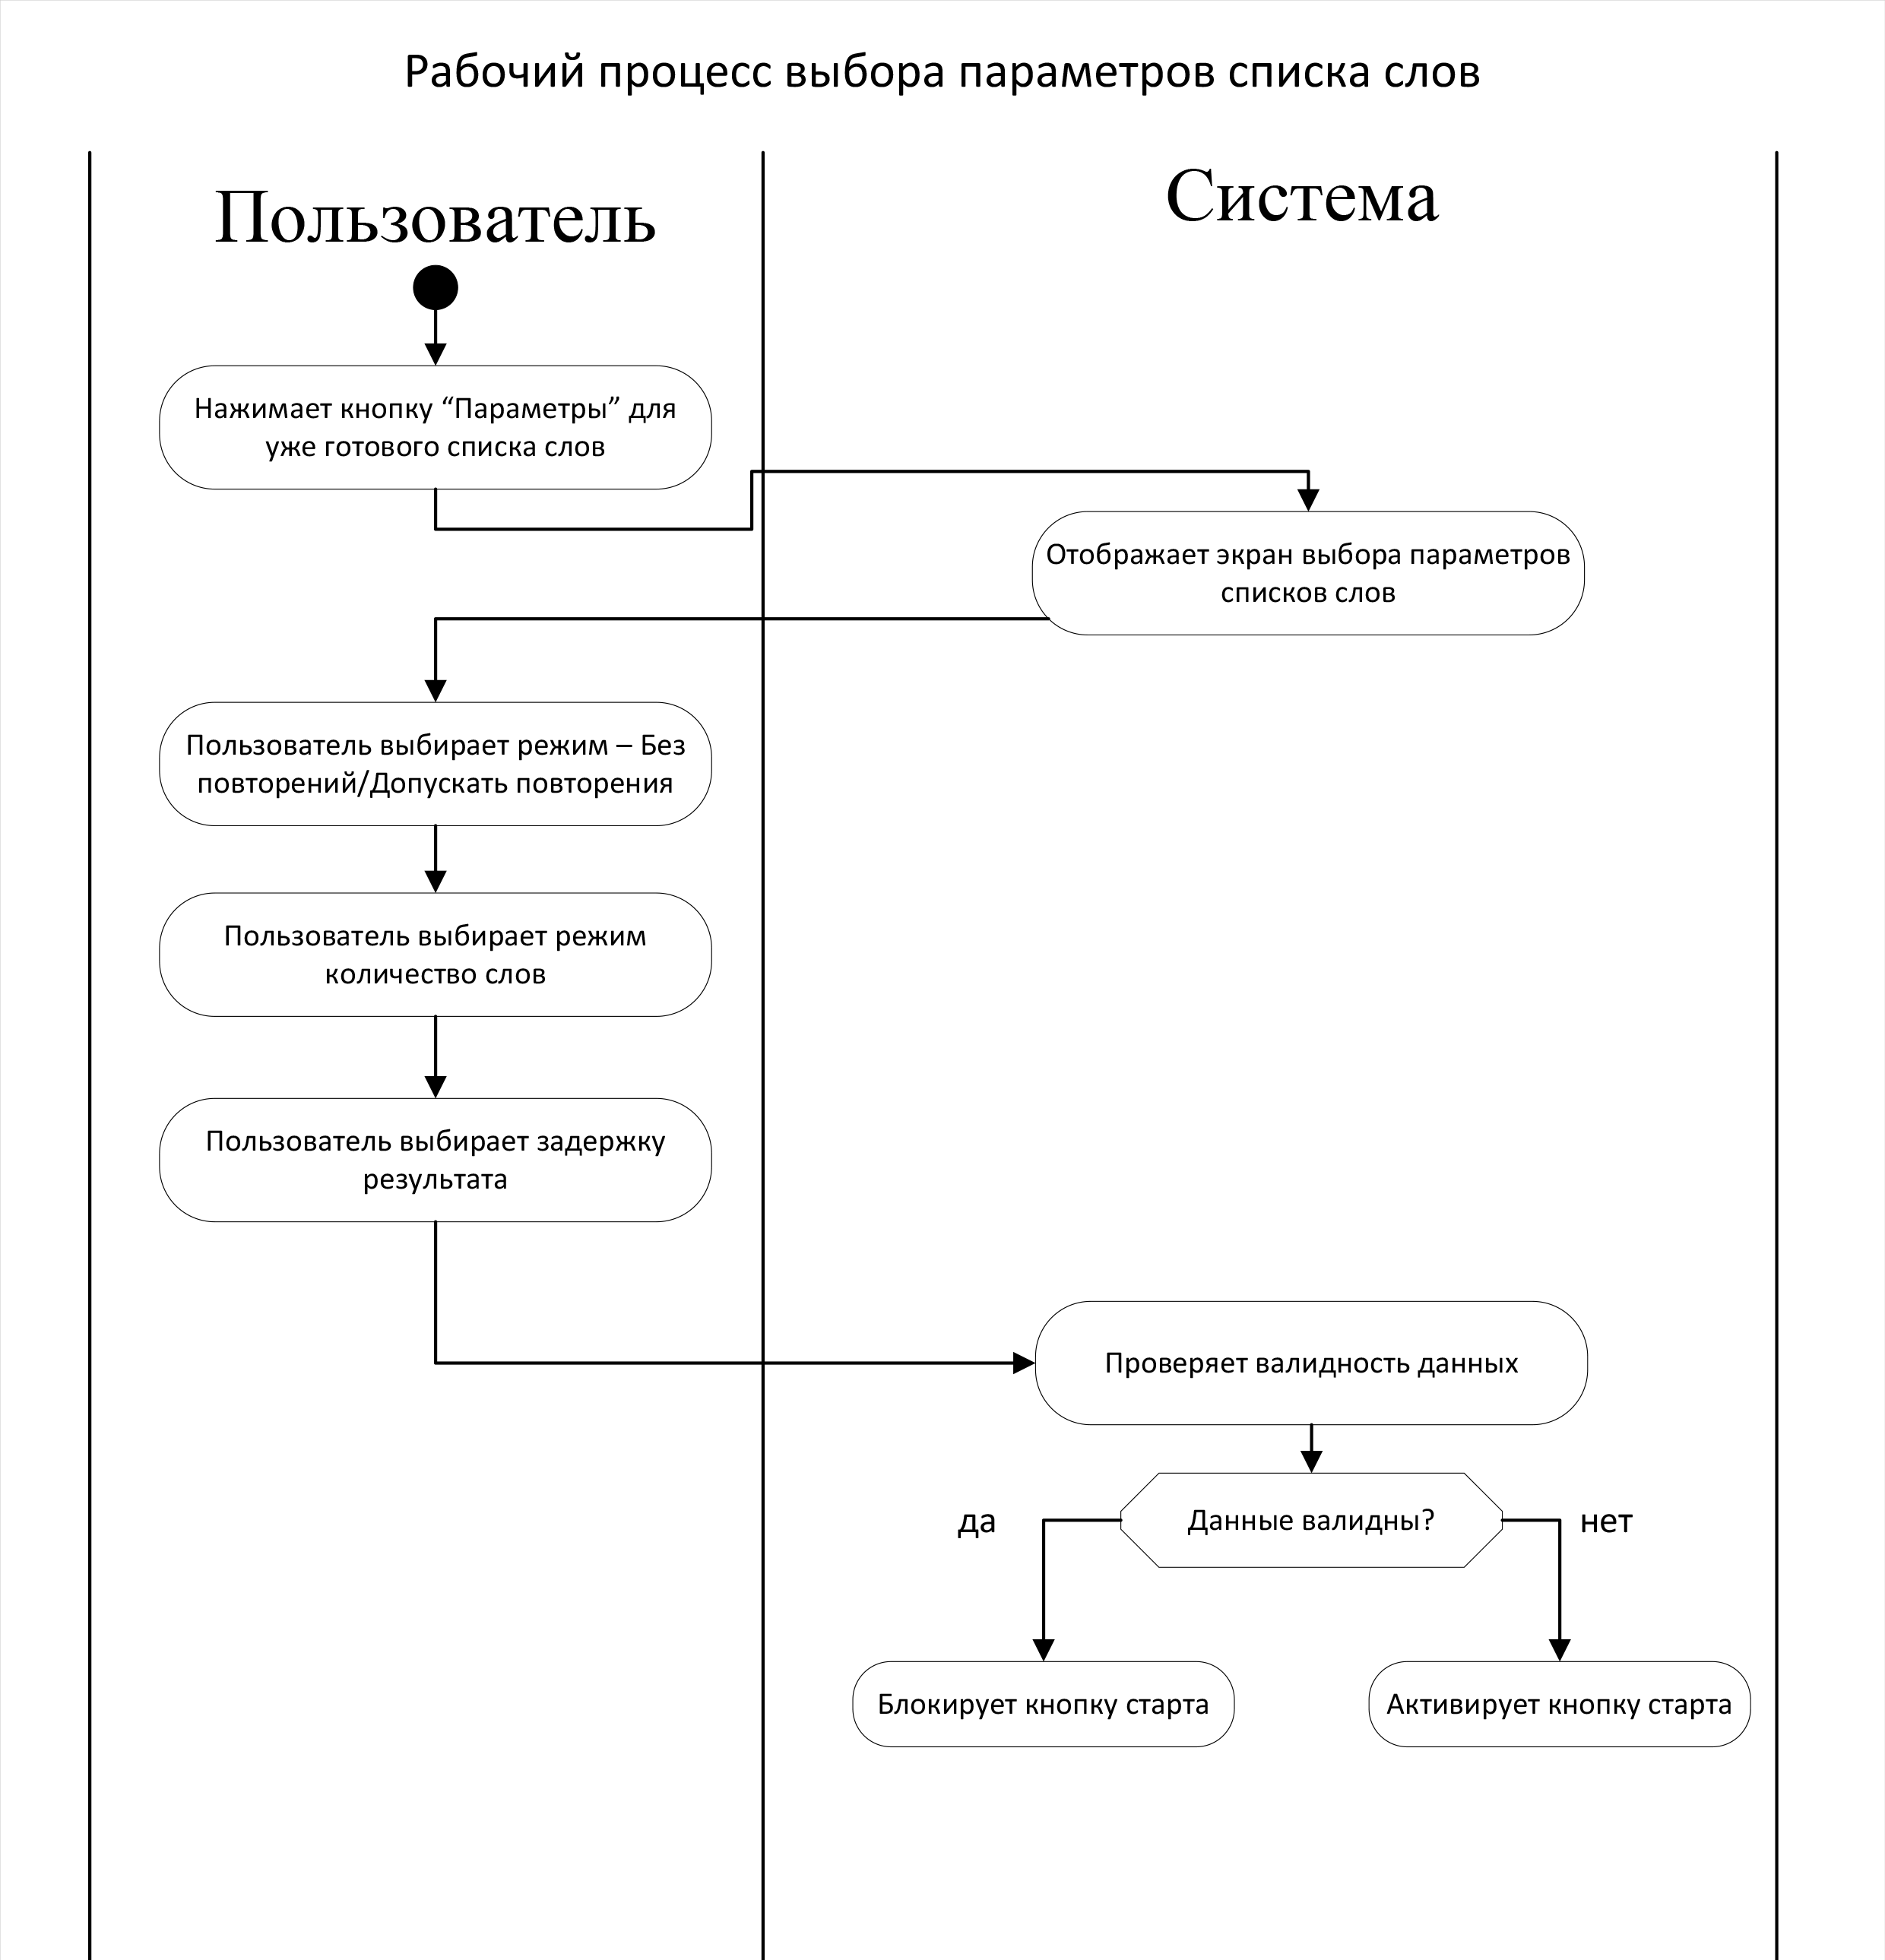 Рабочий процесс выбора параметров списка слов
Пользователь
Система
Нажимает кнопку “Параметры” для
уже готового списка слов
Отображает экран выбора параметров
списков слов
Пользователь выбирает режим – Без
повторений/Допускать повторения
Пользователь выбирает режим
количество слов
Пользователь выбирает задержку
результата
Проверяет валидность данных
да
Данные валидны?
нет
Блокирует кнопку старта
Активирует кнопку старта